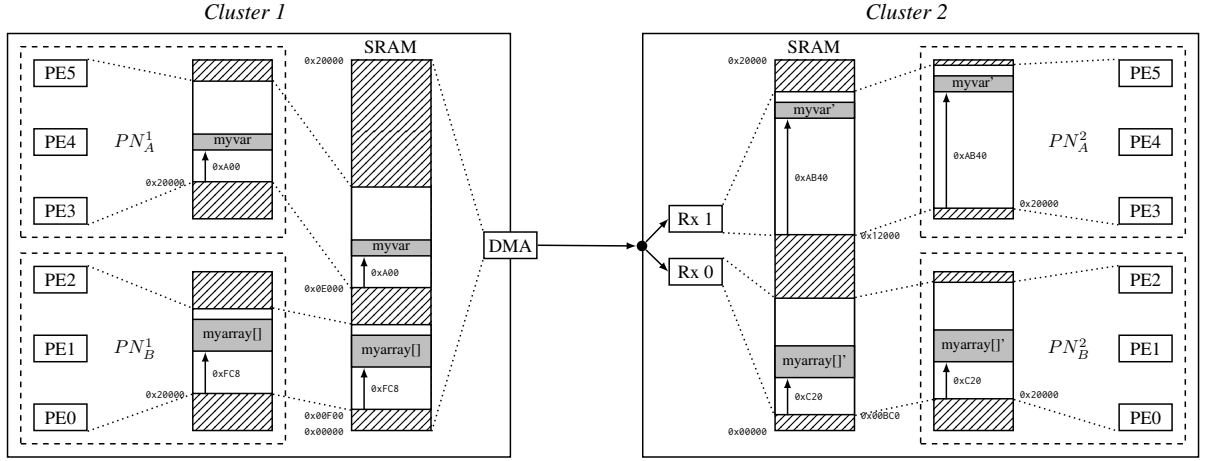 Cluster 1
Cluster 2
SRAM
PE5
PE4
PE3
PN_A^1
myvar
0xA00
0x20000
PE2
PE1
PE0
PN_B^1
myarray[]
0xFC8
0x20000
0x20000
myvar
0xA00
0x0E000
myarray[]
0xFC8
0x00F00
0x00000
DMA
Rx 1
Rx 0
SRAM
0x20000
myvar'
0xAB40
0x12000
myarray[]'
0xC20
0x00BC0
0x00000
myvar'
0xAB40
0x20000
PN_A^2
PE5
PE4
PE3
myarray[]'
0xC20
0x20000
PN_B^2
PE2
PE1
PE0